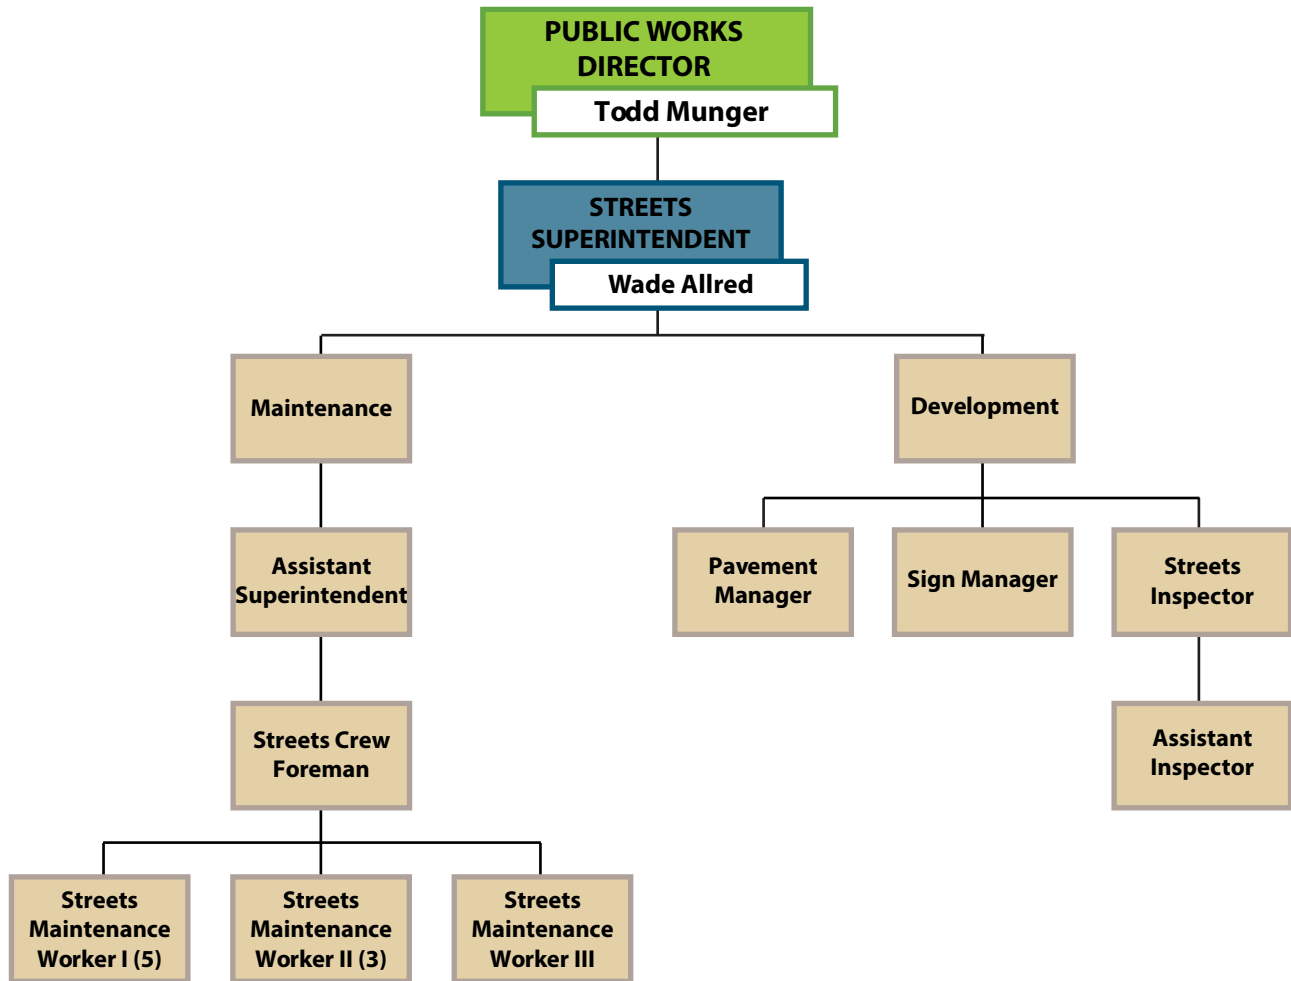 PUBLIC WORKS
DIRECTOR
Todd Munger
STREETS
SUPERINTENDENT
Wade Allred
Maintenance
Development
Assistant
Superintendent
Pavement
Manager
Sign Manager
Streets
Inspector
Streets Crew
Foreman
Assistant
Inspector
Streets
Maintenance
Worker I (5)
Streets
Maintenance
Worker II (3)
Streets
Maintenance
Worker III